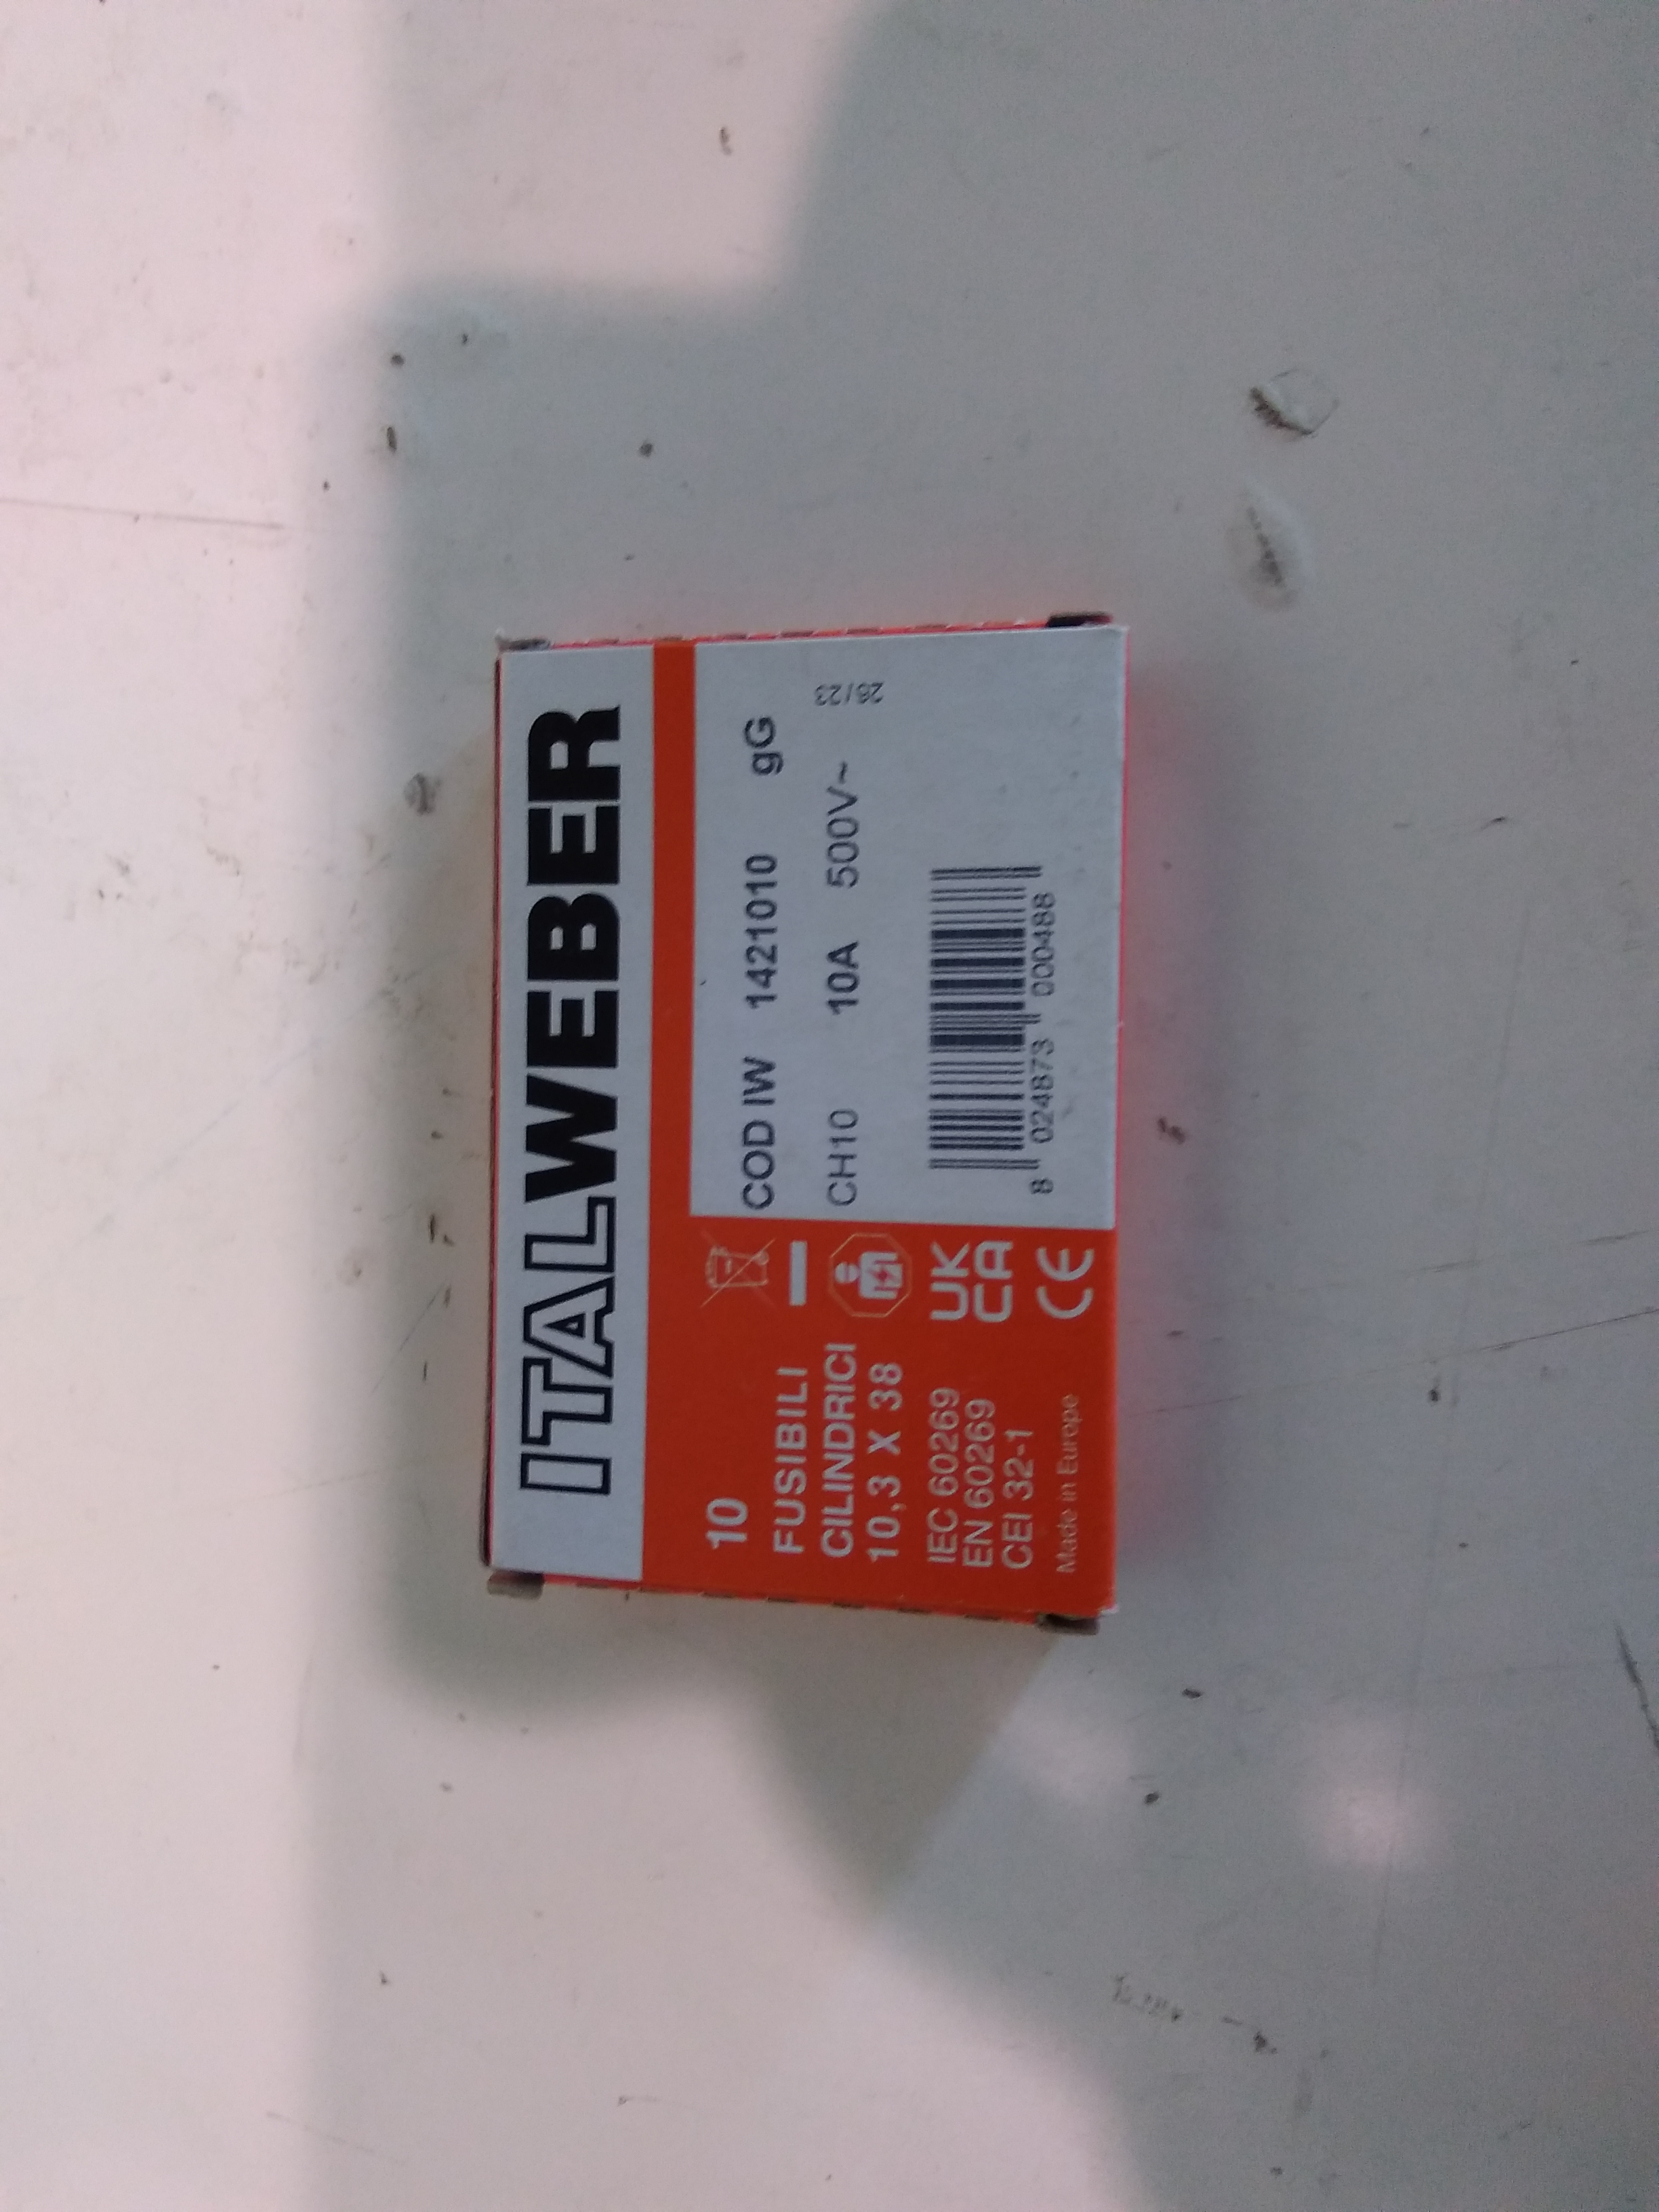 ITALWEBER
10
FUSIBILI
CILINDRICI
10,3 X 38
IEC 60269
EN 60269
CEI 32-1
Made in Europe
UK
CA
CE
COD IW 1421010 gG
CH10 10A 500V~
26/23
8 024873 000488